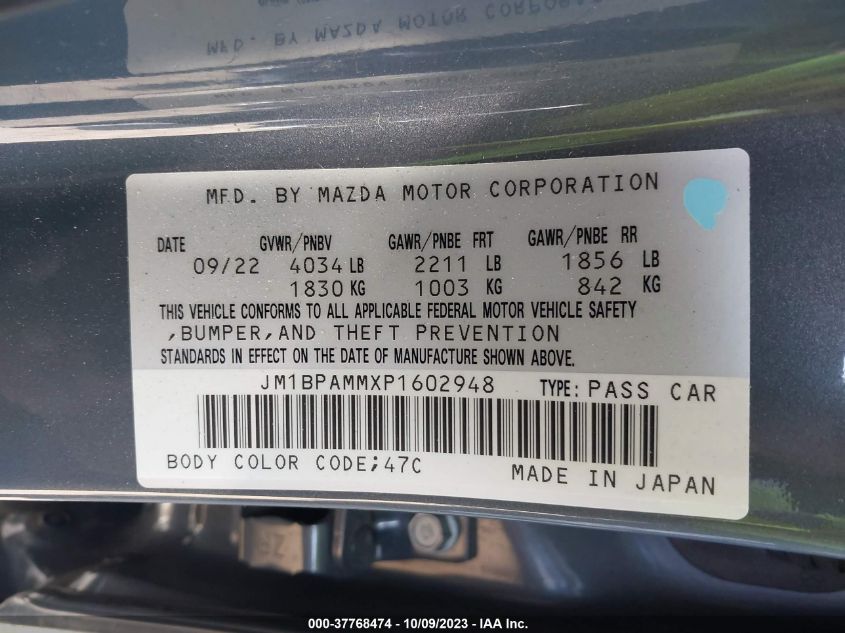 MFD. BY MAZDA MOTOR CORPORATION
DATE GVWR/PNBV GAWR/PNBE FRT GAWR/PNBE RR
09/22 4034 LB 2211 LB 1856 LB
1830 KG 1003 KG 842 KG
THIS VEHICLE CONFORMS TO ALL APPLICABLE FEDERAL MOTOR VEHICLE SAFETY
,BUMPER,AND THEFT PREVENTION
STANDARDS IN EFFECT ON THE DATE OF MANUFACTURE SHOWN ABOVE.
JM1BPAMMXP1602948 TYPE: PASS CAR
BODY COLOR CODE;47C
MADE IN JAPAN
000-37768474 - 10/09/2023 - IAA Inc.